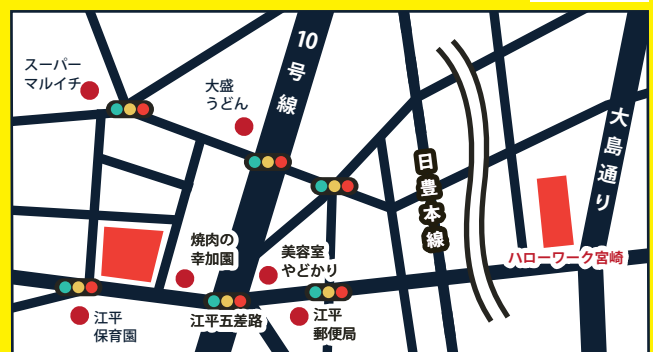 10号線
スーパー
マルイチ
大盛
うどん
大島通り
日豊本線
焼肉の
幸加園
美容室
やどかり
ハローワーク宮崎
江平五差路
江平
郵便局
江平
保育園